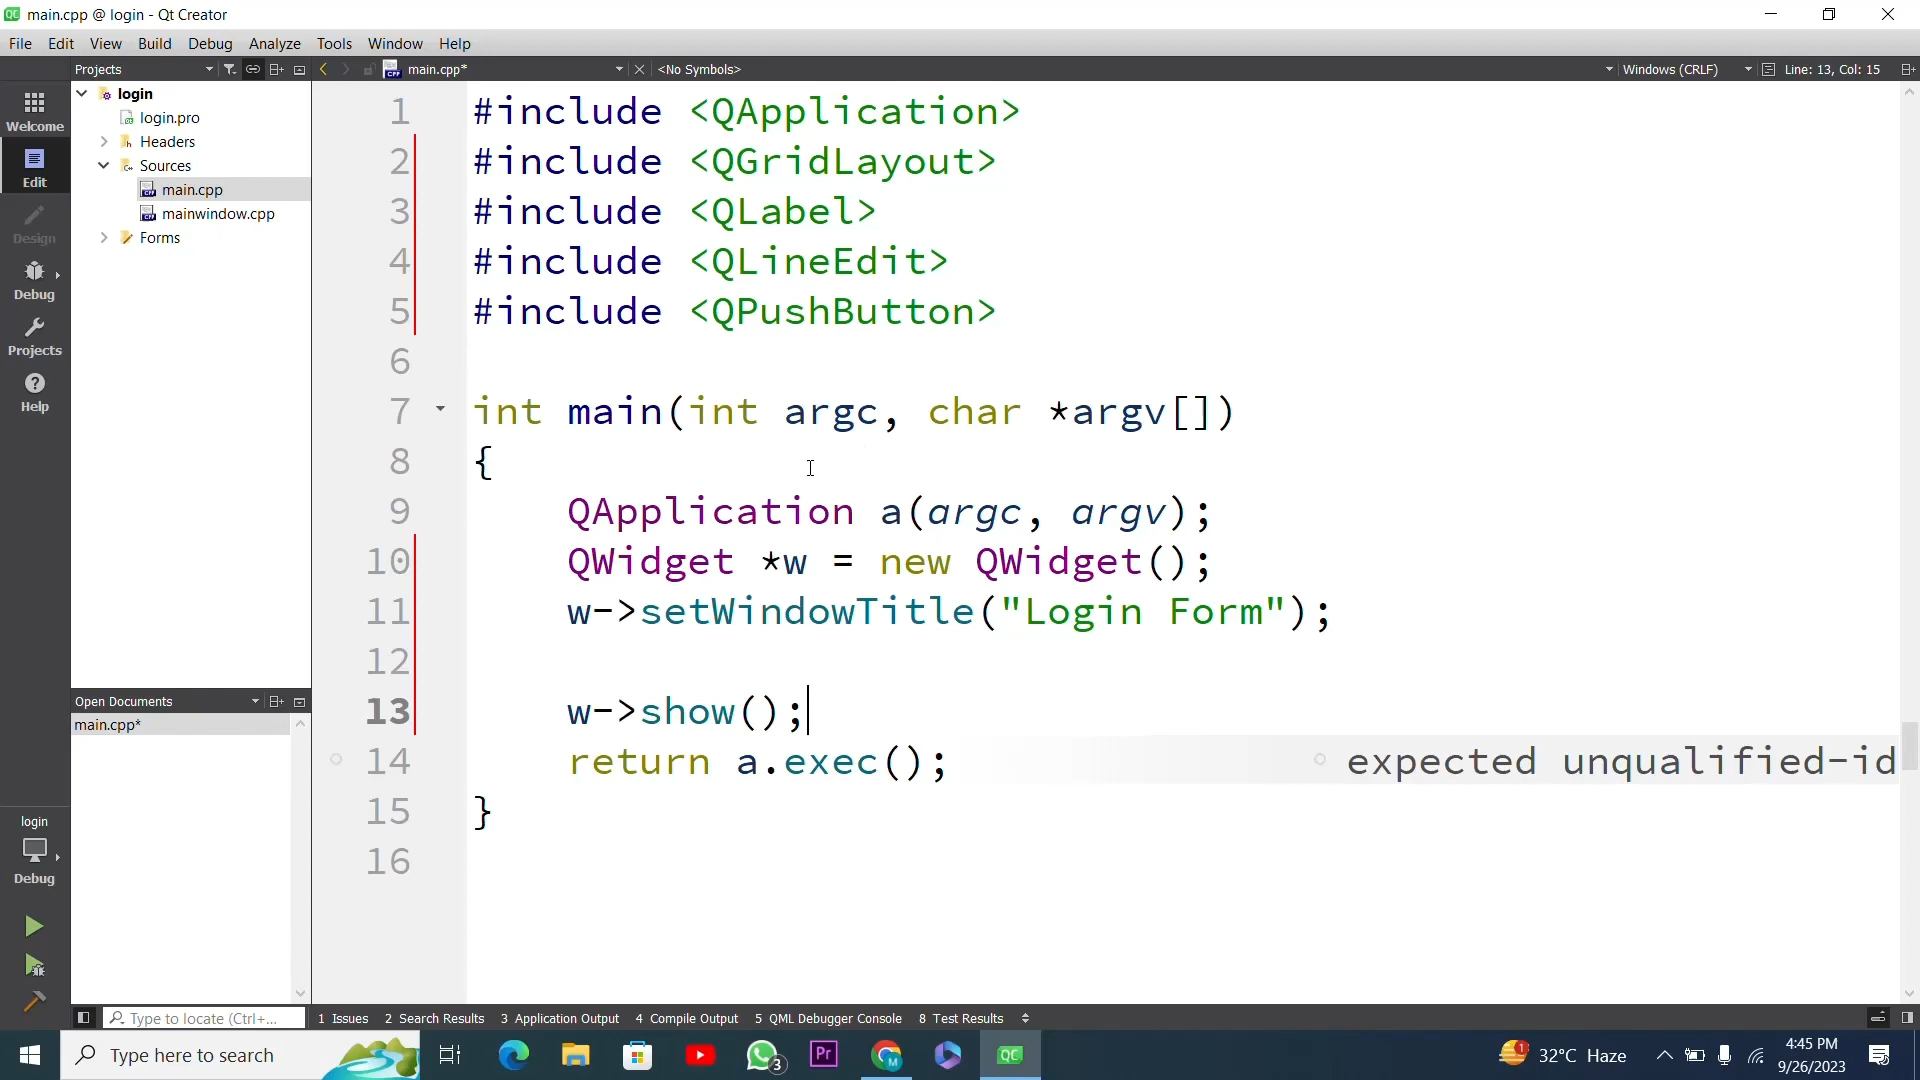 main.cpp @ login - Qt Creator
File Edit View Build Debug Analyze Tools Window Help
Projects main.cpp* <No Symbols> Windows (CRLF) Line: 13, Col: 15
login
login.pro
Headers
Sources
main.cpp
mainwindow.cpp
Forms
Welcome
Edit
Design
Debug
Projects
Help
1 #include <QApplication>
2 #include <QGridLayout>
3 #include <QLabel>
4 #include <QLineEdit>
5 #include <QPushButton>
6
7 int main(int argc, char *argv[])
8 {
9 QApplication a(argc, argv);
10 QWidget *w = new QWidget();
11 w->setWindowTitle("Login Form");
12
13 w->show();
14 return a.exec(); expected unqualified-id
15 }
16
Open Documents
main.cpp*
login
Debug
Type to locate (Ctrl+... 1 Issues 2 Search Results 3 Application Output 4 Compile Output 5 QML Debugger Console 8 Test Results
Type here to search 3 Pr M QC 1 32°C Haze 4:45 PM
9/26/2023